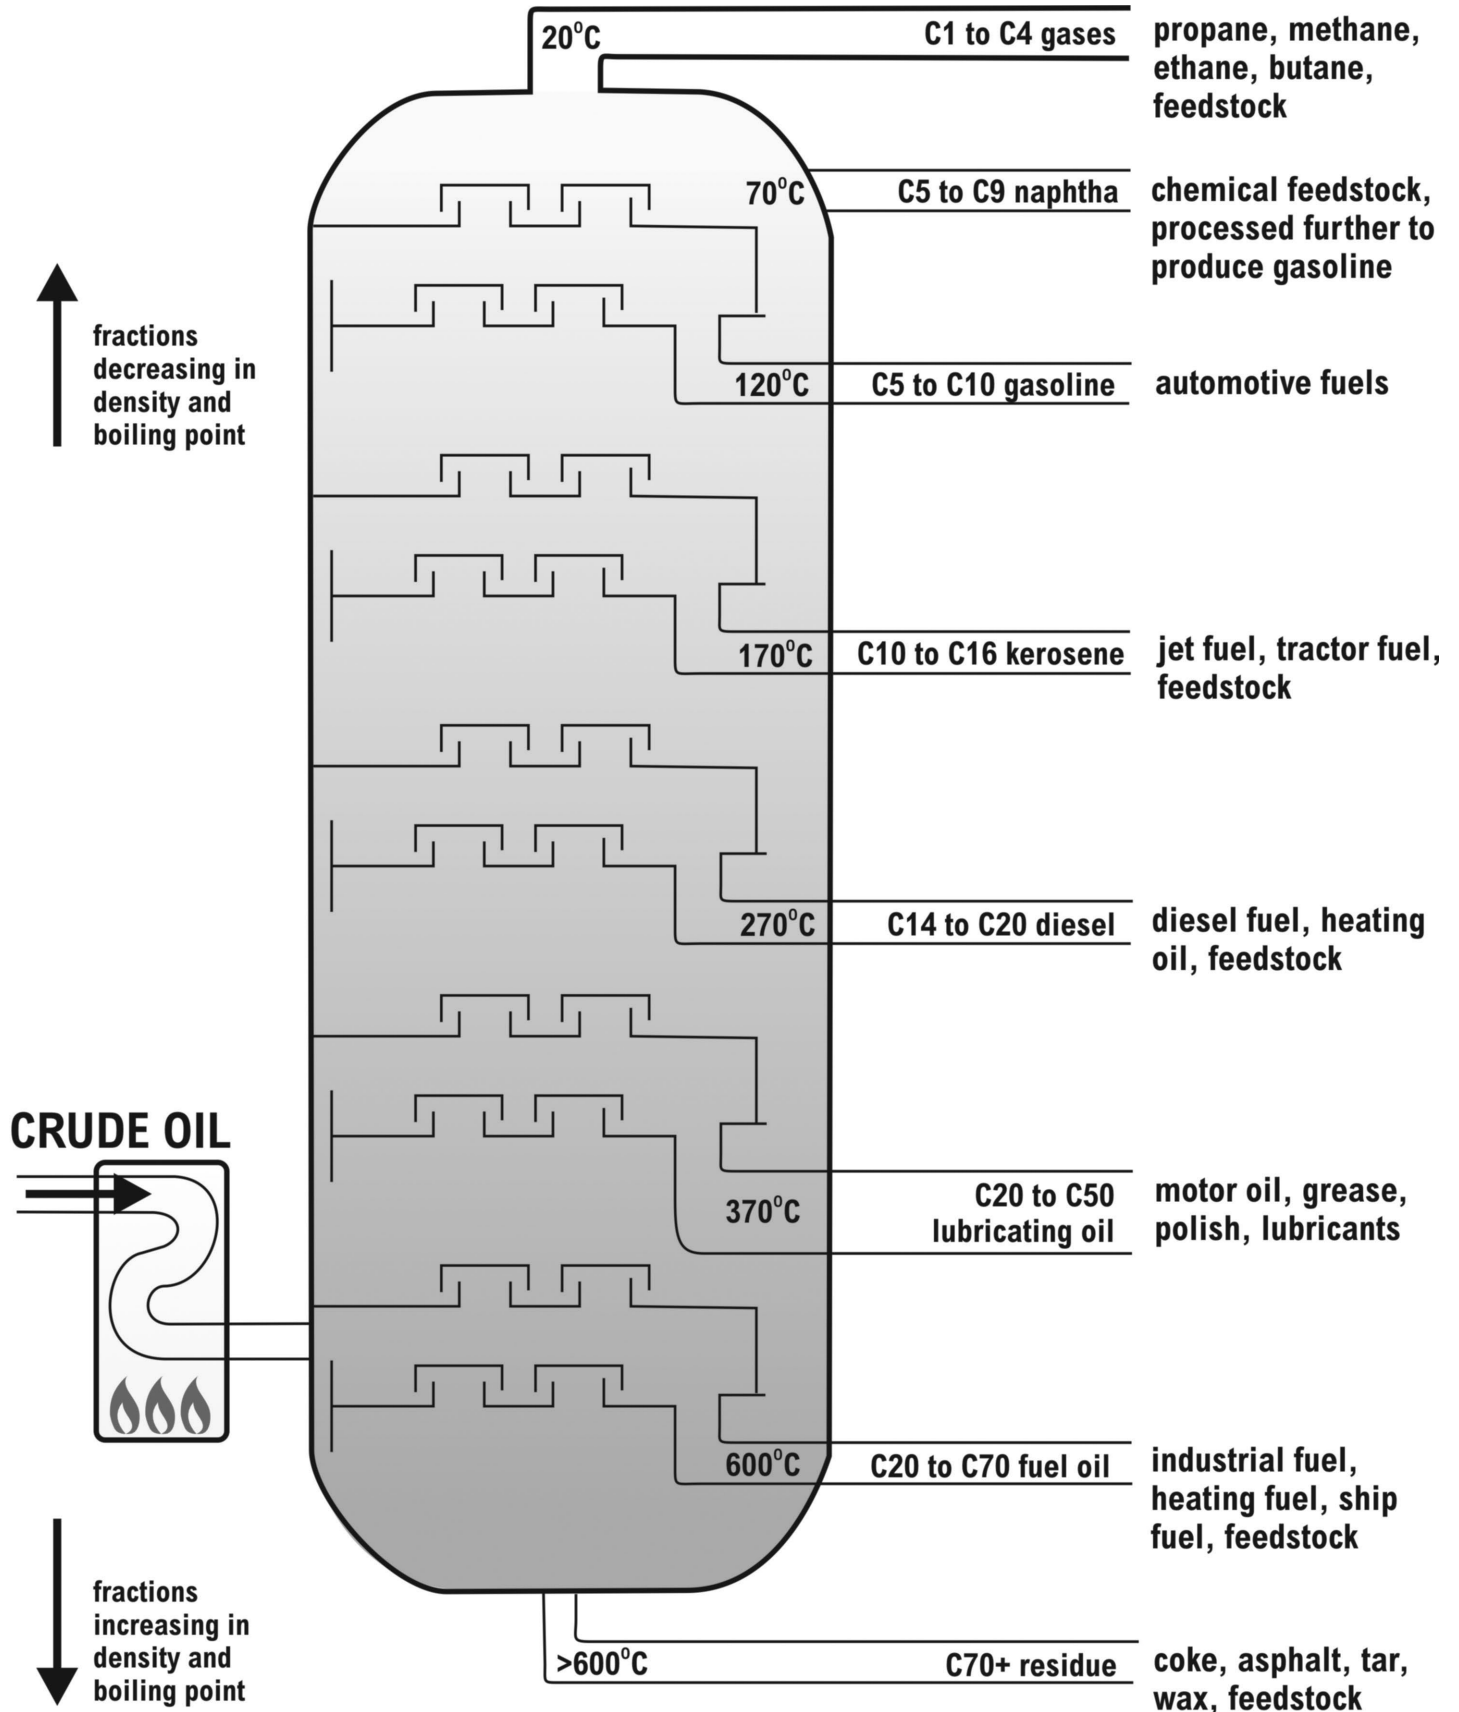 20°C
C1 to C4 gases
propane, methane,
ethane, butane,
feedstock
70°C
C5 to C9 naphtha
chemical feedstock,
processed further to
produce gasoline
fractions
decreasing in
density and
boiling point
120°C
C5 to C10 gasoline
automotive fuels
170°C
C10 to C16 kerosene
jet fuel, tractor fuel,
feedstock
270°C
C14 to C20 diesel
diesel fuel, heating
oil, feedstock
CRUDE OIL
370°C
C20 to C50
lubricating oil
motor oil, grease,
polish, lubricants
600°C
C20 to C70 fuel oil
industrial fuel,
heating fuel, ship
fuel, feedstock
fractions
increasing in
density and
boiling point
>600°C
C70+ residue
coke, asphalt, tar,
wax, feedstock